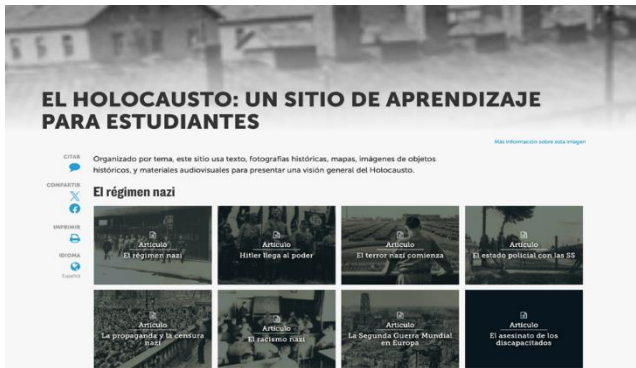 EL HOLOCAUSTO: UN SITIO DE APRENDIZAJE
PARA ESTUDIANTES
Más información sobre esta imagen
CITAR
Organizado por tema, este sitio usa texto, fotografías históricas, mapas, imágenes de objetos
históricos, y materiales audiovisuales para presentar una visión general del Holocausto.
COMPARTIR
El régimen nazi
IMPRIMIR
IDIOMA
Español
Artículo
El régimen nazi
Artículo
Hitler llega al poder
Artículo
El terror nazi comienza
Artículo
El estado policial con las SS
Artículo
La propaganda y la censura
nazi
Artículo
El racismo nazi
Artículo
La Segunda Guerra Mundial
en Europa
Artículo
El asesinato de los
discapacitados